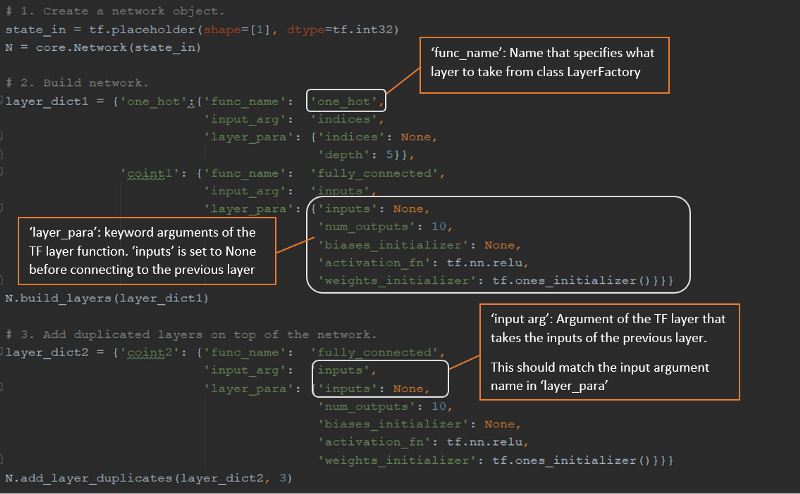 # 1. Create a network object.
state_in = tf.placeholder(shape=[1], dtype=tf.int32)
N = core.Network(state_in)
# 2. Build network.
layer_dict1 = {'one_hot':{'func_name': 'one_hot',
'input_arg': 'indices',
'layer_para': {'indices': None,
'depth': 5}},
'coint1': {'func_name': 'fully_connected',
'input_arg': 'inputs',
'layer_para': {'inputs': None,
'num_outputs': 10,
'biases_initializer': None,
'activation_fn': tf.nn.relu,
'weights_initializer': tf.ones_initializer()}}}
N.build_layers(layer_dict1)
# 3. Add duplicated layers on top of the network.
layer_dict2 = {'coint2': {'func_name': 'fully_connected',
'input_arg': 'inputs',
'layer_para': {'inputs': None,
'num_outputs': 10,
'biases_initializer': None,
'activation_fn': tf.nn.relu,
'weights_initializer': tf.ones_initializer()}}}
N.add_layer_duplicates(layer_dict2, 3)
‘func_name’: Name that specifies what
layer to take from class LayerFactory
‘layer_para’: keyword arguments of the
TF layer function. ‘inputs’ is set to None
before connecting to the previous layer
‘input arg’: Argument of the TF layer that
takes the inputs of the previous layer.
This should match the input argument
name in ‘layer_para’